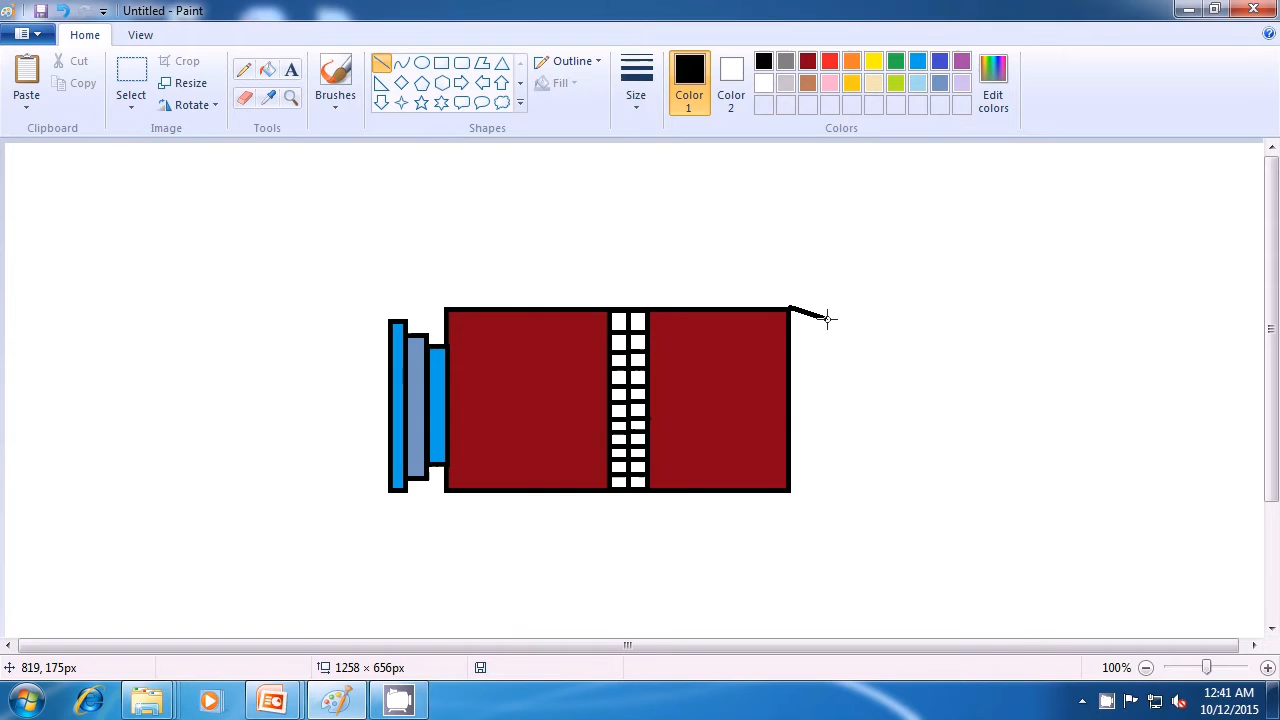 Untitled - Paint
Home
View
Paste
Cut
Copy
Clipboard
Select
Crop
Resize
Rotate
Image
A
Tools
Brushes
Shapes
Outline
Fill
Size
Color 1
Color 2
Colors
Edit colors
819, 175px
1258 × 656px
100%
12:41 AM
10/12/2015